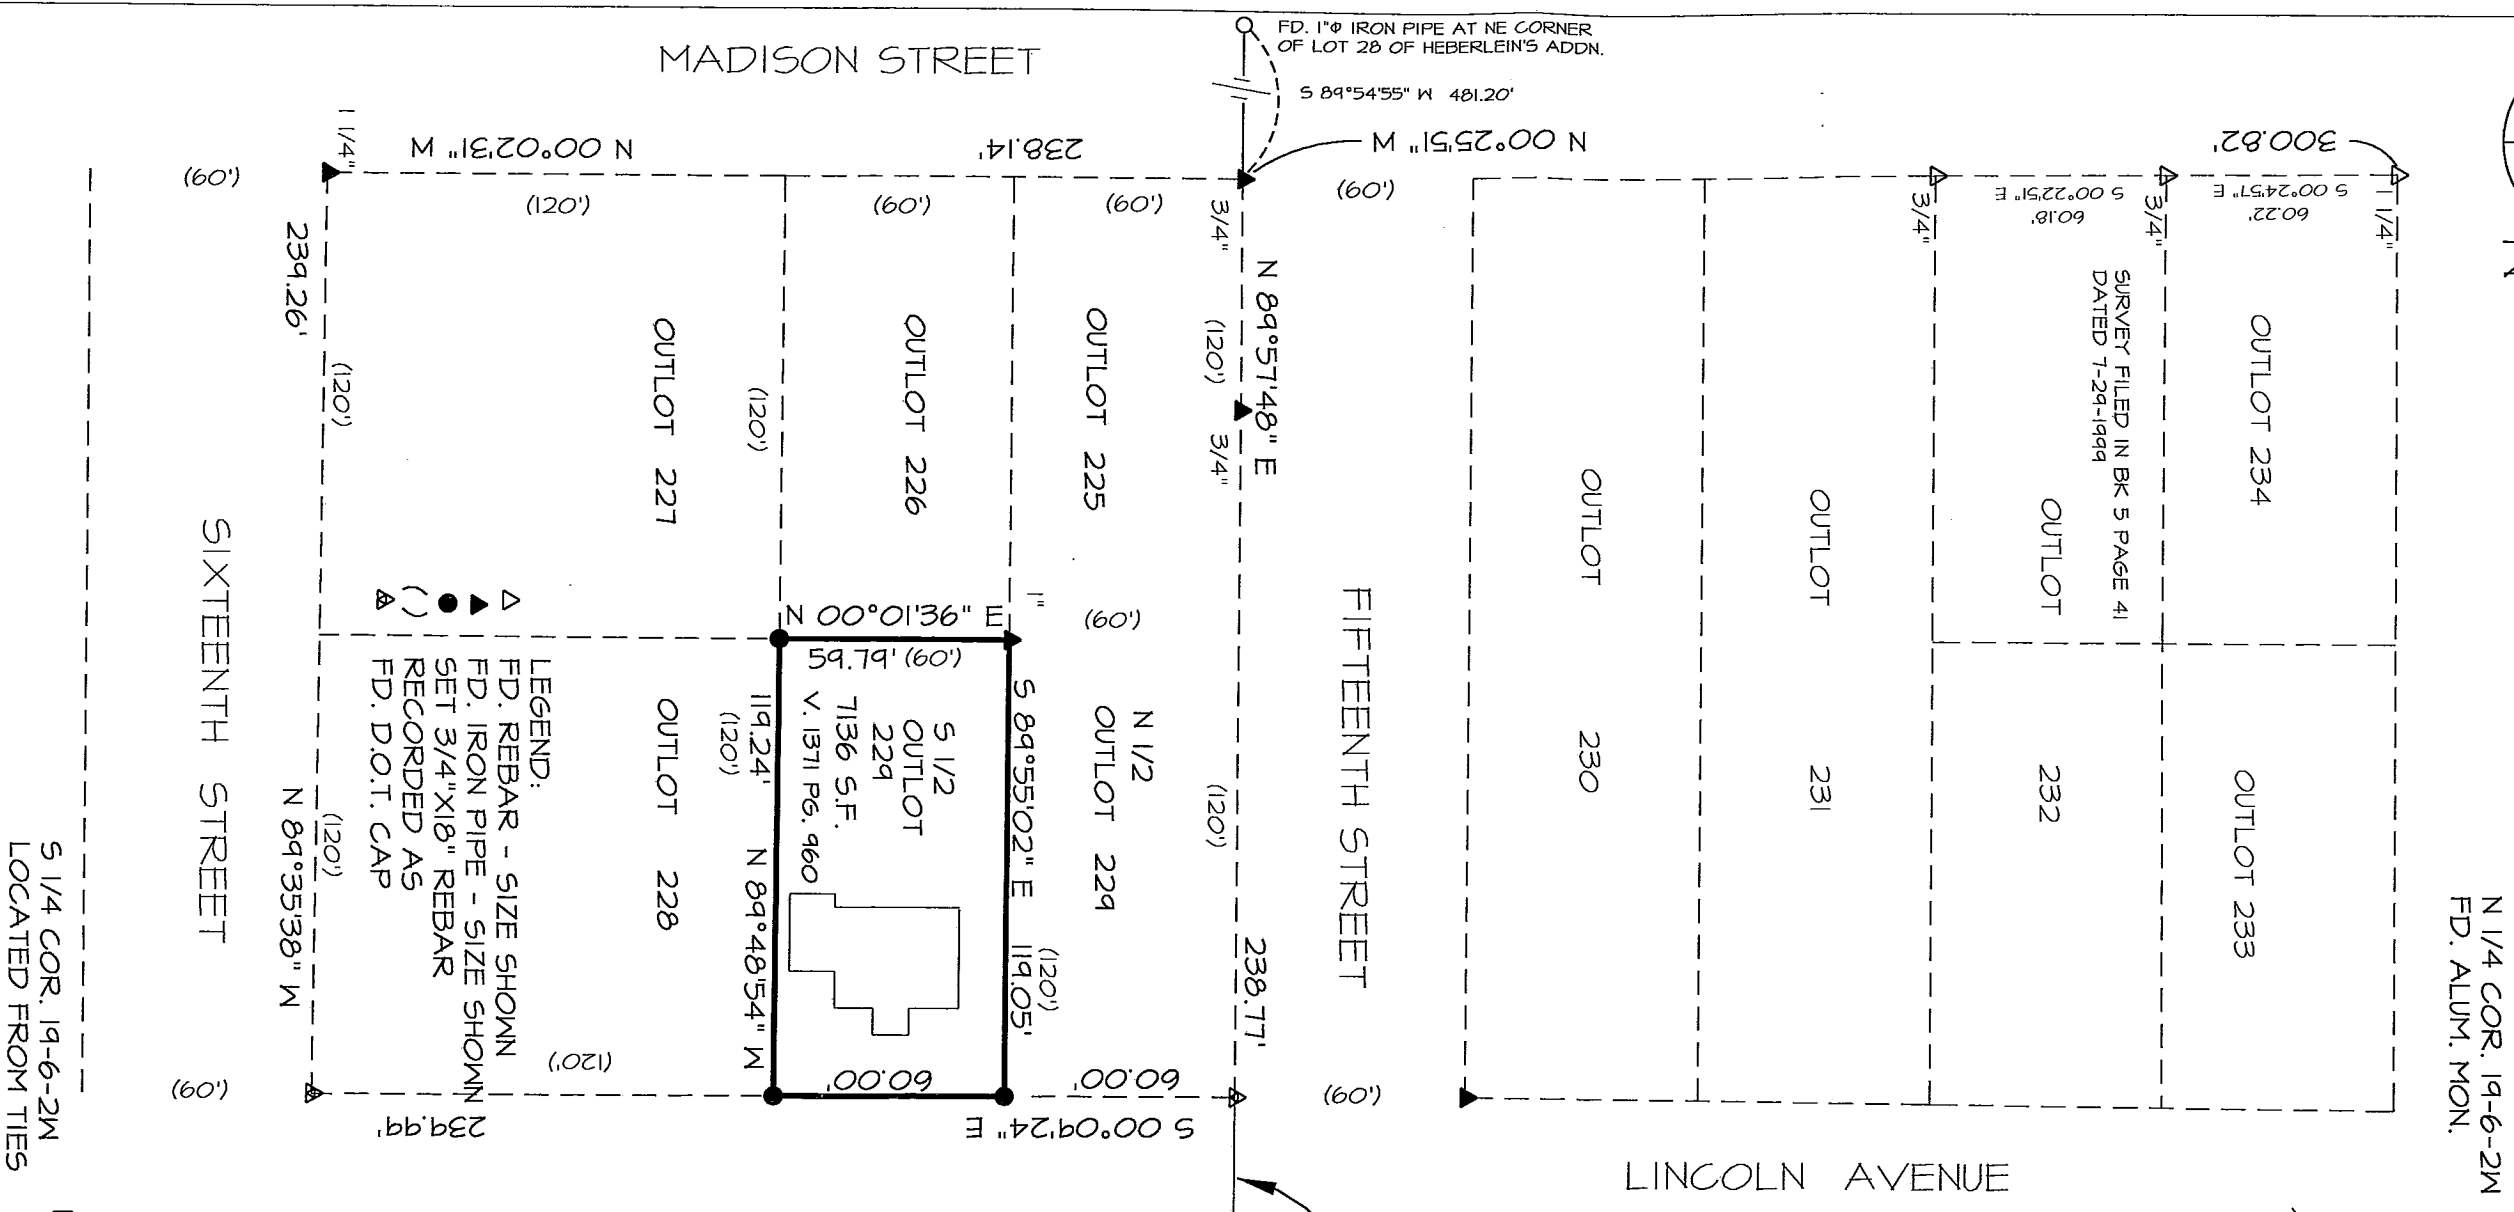 MADISON STREET
FD. 1"Φ IRON PIPE AT NE CORNER
OF LOT 28 OF HEBERLEIN'S ADDN.
S 89°54'55" W 481.20'
1 1/4"
N 00°02'31" W
238.14'
N 00°25'51" W
300.82'
(60')
(120')
(60')
(60')
(60')
3/4"
3/4"
S 00°22'51" E
60.18'
3/4"
S 00°24'57" E
60.22'
1 1/4"
239.26'
(120')
OUTLOT 227
(120')
OUTLOT 226
OUTLOT 225
(120')
3/4"
N 89°57'48" E
OUTLOT
230
OUTLOT
231
OUTLOT
232
SURVEY FILED IN BK 5 PAGE 41
DATED 7-29-1999
OUTLOT 234
OUTLOT 233
SIXTEENTH STREET
FIFTEENTH STREET
LEGEND:
FD. REBAR - SIZE SHOWN
FD. IRON PIPE - SIZE SHOWN
SET 3/4"X18" REBAR
( ) RECORDED AS
FD. D.O.T. CAP
N 00°01'36" E
59.79' (60')
1"
(60')
OUTLOT 228
119.24'
(120')
N 89°48'54" W
S 1/2
OUTLOT
229
7136 S.F.
V. 1371 PG. 960
S 89°55'02" E
119.05'
(120')
N 1/2
OUTLOT 229
(120')
238.77'
(120')
N 89°35'38" W
(120')
(60')
239.99'
60.00'
60.00'
S 00°09'24" E
(60')
LINCOLN AVENUE
S 1/4 COR. 19-6-2W
LOCATED FROM TIES
N 1/4 COR. 19-6-2W
FD. ALUM. MON.